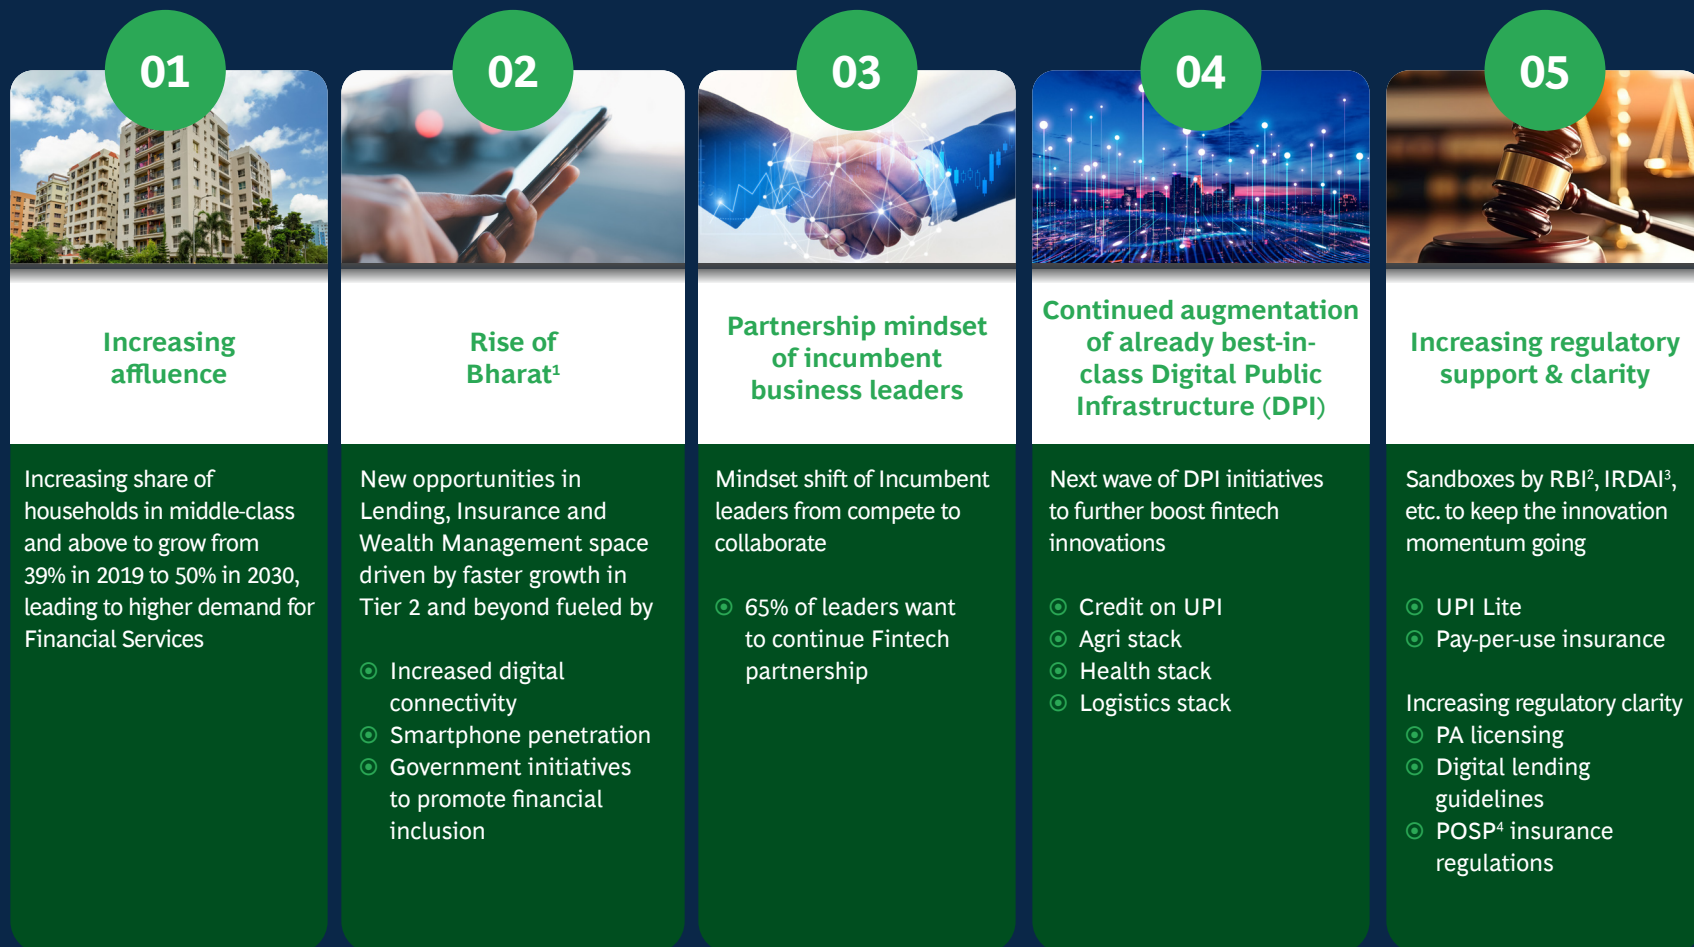 01
Increasing
affluence
Increasing share of
households in middle-class
and above to grow from
39% in 2019 to 50% in 2030,
leading to higher demand for
Financial Services
02
Rise of
Bharat¹
New opportunities in
Lending, Insurance and
Wealth Management space
driven by faster growth in
Tier 2 and beyond fueled by
Increased digital
connectivity
Smartphone penetration
Government initiatives
to promote financial
inclusion
03
Partnership mindset
of incumbent
business leaders
Mindset shift of Incumbent
leaders from compete to
collaborate
65% of leaders want
to continue Fintech
partnership
04
Continued augmentation
of already best-in-
class Digital Public
Infrastructure (DPI)
Next wave of DPI initiatives
to further boost fintech
innovations
Credit on UPI
Agri stack
Health stack
Logistics stack
05
Increasing regulatory
support & clarity
Sandboxes by RBI², IRDAI³,
etc. to keep the innovation
momentum going
UPI Lite
Pay-per-use insurance
Increasing regulatory clarity
PA licensing
Digital lending
guidelines
POSP⁴ insurance
regulations